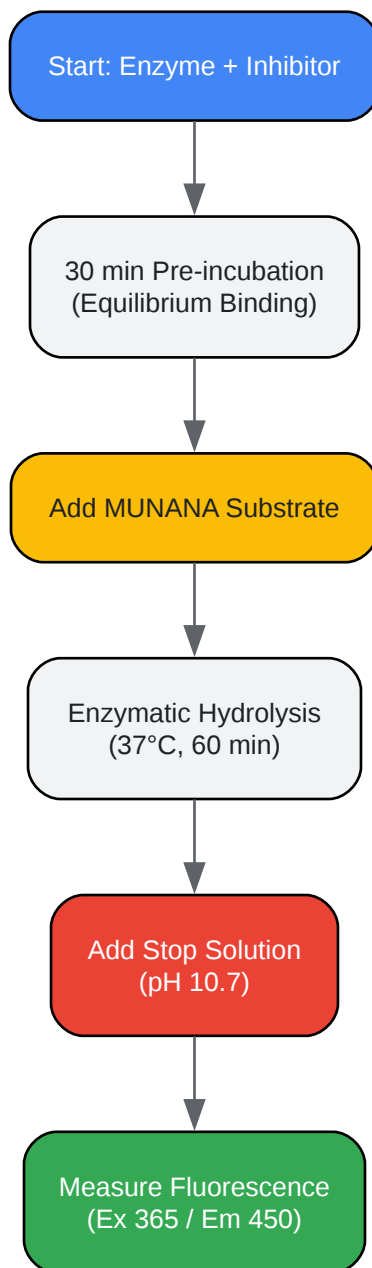 Start: Enzyme + Inhibitor
30 min Pre-incubation
(Equilibrium Binding)
Add MUNANA Substrate
Enzymatic Hydrolysis
(37°C, 60 min)
Add Stop Solution
(pH 10.7)
Measure Fluorescence
(Ex 365 / Em 450)